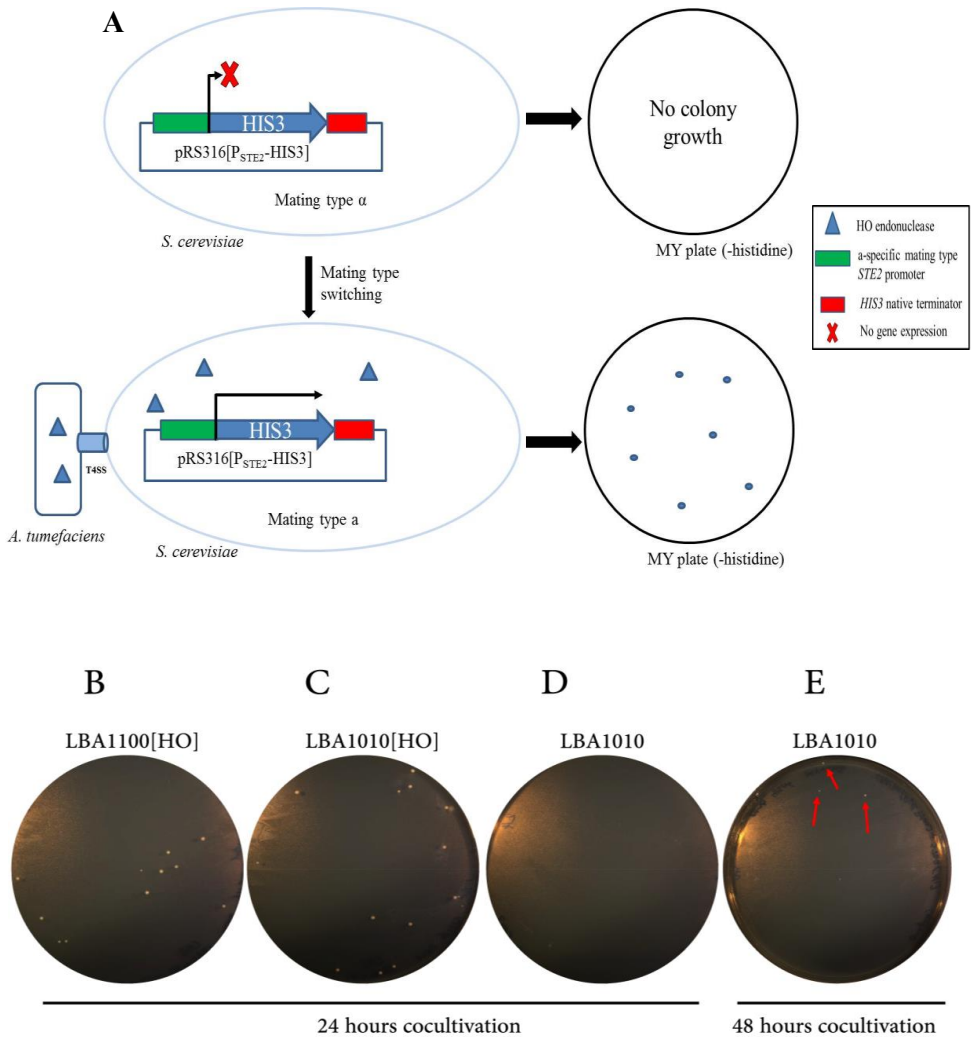 A
HIS3
pRS316[PSTE2-HIS3]
Mating type α
S. cerevisiae
No colony
growth
MY plate (-histidine)
HO endonuclease
a-specific mating type
STE2 promoter
HIS3 native terminator
No gene expression
Mating type
switching
HIS3
pRS316[PSTE2-HIS3]
T4SS
Mating type a
A. tumefaciens
S. cerevisiae
MY plate (-histidine)
B
C
D
E
LBA1100[HO]
LBA1010[HO]
LBA1010
LBA1010
24 hours cocultivation
48 hours cocultivation